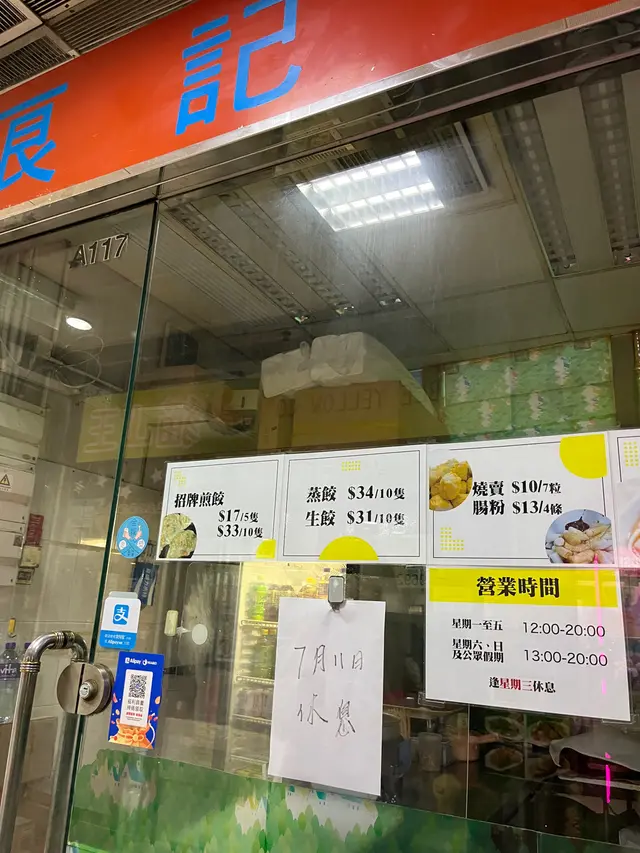 記
A117
招牌煎餃
$17/5隻
$33/10隻
蒸餃 $34/10隻
生餃 $31/10隻
燒賣 $10/7粒
腸粉 $13/4條
營業時間
星期一至五 12:00-20:00
星期六、日
及公眾假期 13:00-20:00
逢星期三休息
7月11日
休息
YELLOW